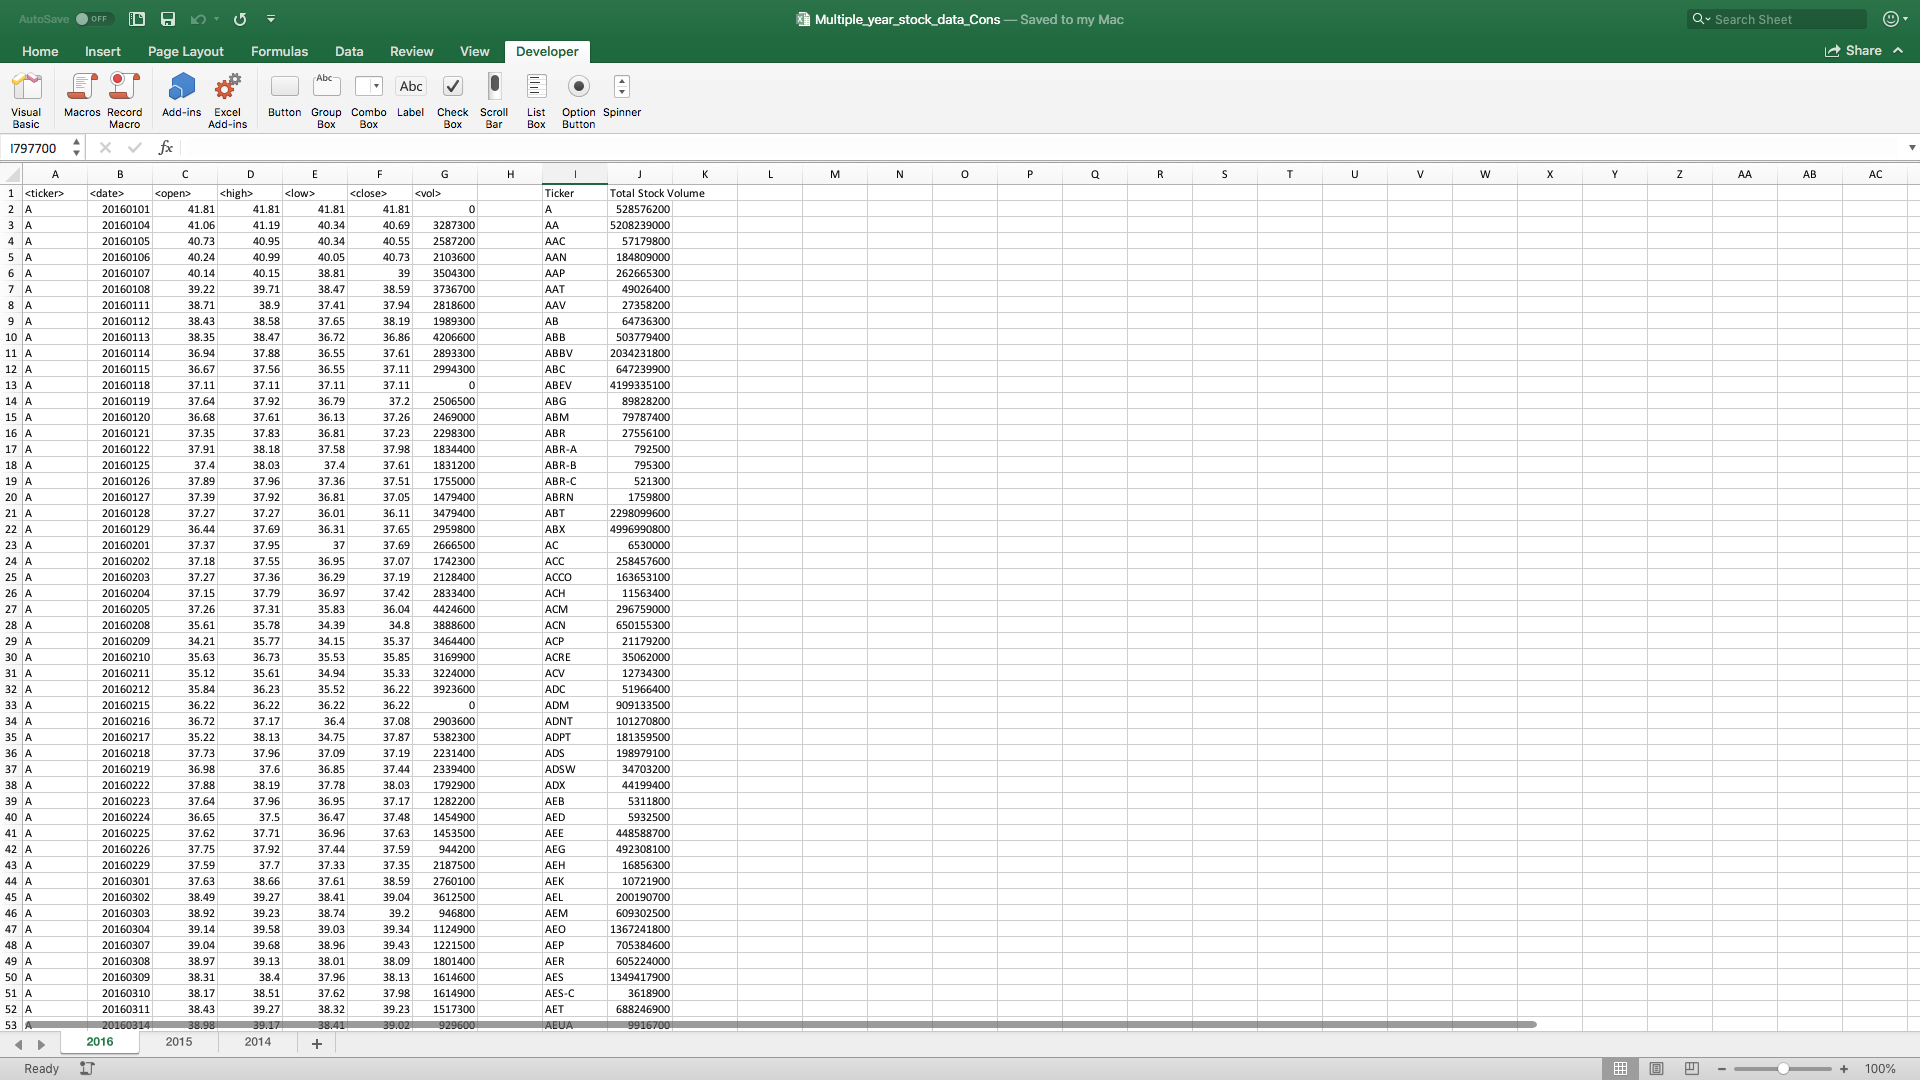 AutoSave OFF Multiple_year_stock_data_Cons — Saved to my Mac Search Sheet
Home Insert Page Layout Formulas Data Review View Developer Share
Visual Basic Macros Record Macro Add-ins Excel Add-ins Abc Button Group Box Combo Box Abc Label Check Box Scroll Bar List Box Option Button Spinner
I797700 fx
A B C D E F G H I J K L M N O P Q R S T U V W X Y Z AA AB AC
1 <ticker> <date> <open> <high> <low> <close> <vol> Ticker Total Stock Volume
2 A 20160101 41.81 41.81 41.81 41.81 0 A 528576200
3 A 20160104 41.06 41.19 40.34 40.69 3287300 AA 5208239000
4 A 20160105 40.73 40.95 40.34 40.55 2587200 AAC 57179800
5 A 20160106 40.24 40.99 40.05 40.73 2103600 AAN 184809000
6 A 20160107 40.14 40.15 38.81 39 3504300 AAP 262665300
7 A 20160108 39.22 39.71 38.47 38.59 3736700 AAT 49026400
8 A 20160111 38.71 38.9 37.41 37.94 2818600 AAV 27358200
9 A 20160112 38.43 38.58 37.65 38.19 1989300 AB 64736300
10 A 20160113 38.35 38.47 36.72 36.86 4206600 ABB 503779400
11 A 20160114 36.94 37.88 36.55 37.61 2893300 ABBV 2034231800
12 A 20160115 36.67 37.56 36.55 37.11 2994300 ABC 647239900
13 A 20160118 37.11 37.11 37.11 37.11 0 ABEV 4199335100
14 A 20160119 37.64 37.92 36.79 37.2 2506500 ABG 89828200
15 A 20160120 36.68 37.61 36.13 37.26 2469000 ABM 79787400
16 A 20160121 37.35 37.83 36.81 37.23 2298300 ABR 27556100
17 A 20160122 37.91 38.18 37.58 37.98 1834400 ABR-A 792500
18 A 20160125 37.4 38.03 37.4 37.61 1831200 ABR-B 795300
19 A 20160126 37.89 37.96 37.36 37.51 1755000 ABR-C 521300
20 A 20160127 37.39 37.92 36.81 37.05 1479400 ABRN 1759800
21 A 20160128 37.27 37.27 36.01 36.11 3479400 ABT 2298099600
22 A 20160129 36.44 37.69 36.31 37.65 2959800 ABX 4996990800
23 A 20160201 37.37 37.95 37 37.69 2666500 AC 6530000
24 A 20160202 37.18 37.55 36.95 37.07 1742300 ACC 258457600
25 A 20160203 37.27 37.36 36.29 37.19 2128400 ACCO 163653100
26 A 20160204 37.15 37.79 36.97 37.42 2833400 ACH 11563400
27 A 20160205 37.26 37.31 35.83 36.04 4424600 ACM 296759000
28 A 20160208 35.61 35.78 34.39 34.8 3888600 ACN 650155300
29 A 20160209 34.21 35.77 34.15 35.37 3464400 ACP 21179200
30 A 20160210 35.63 36.73 35.53 35.85 3169900 ACRE 35062000
31 A 20160211 35.12 35.61 34.94 35.33 3224000 ACV 12734300
32 A 20160212 35.84 36.23 35.52 36.22 3923600 ADC 51966400
33 A 20160215 36.22 36.22 36.22 36.22 0 ADM 909133500
34 A 20160216 36.72 37.17 36.4 37.08 2903600 ADNT 101270800
35 A 20160217 35.22 38.13 34.75 37.87 5382300 ADPT 181359500
36 A 20160218 37.73 37.96 37.09 37.19 2231400 ADS 198979100
37 A 20160219 36.98 37.6 36.85 37.44 2339400 ADSW 34703200
38 A 20160222 37.88 38.19 37.78 38.03 1792900 ADX 44199400
39 A 20160223 37.64 37.96 36.95 37.17 1282200 AEB 5311800
40 A 20160224 36.65 37.5 36.47 37.48 1454900 AED 5932500
41 A 20160225 37.62 37.71 36.96 37.63 1453500 AEE 448588700
42 A 20160226 37.75 37.92 37.44 37.59 944200 AEG 492308100
43 A 20160229 37.59 37.7 37.33 37.35 2187500 AEH 16856300
44 A 20160301 37.63 38.66 37.61 38.59 2760100 AEK 10721900
45 A 20160302 38.49 39.27 38.41 39.04 3612500 AEL 200190700
46 A 20160303 38.92 39.23 38.74 39.2 946800 AEM 609302500
47 A 20160304 39.14 39.58 39.03 39.34 1124900 AEO 1367241800
48 A 20160307 39.04 39.68 38.96 39.43 1221500 AEP 705384600
49 A 20160308 38.97 39.13 38.01 38.09 1801400 AER 605224000
50 A 20160309 38.31 38.4 37.96 38.13 1614600 AES 1349417900
51 A 20160310 38.17 38.51 37.62 37.98 1614900 AES-C 3618900
52 A 20160311 38.43 39.27 38.32 39.23 1517300 AET 688246900
53 A 20160314 38.98 39.17 38.41 39.02 929600 AEUA 9916700
2016 2015 2014
Ready 100%